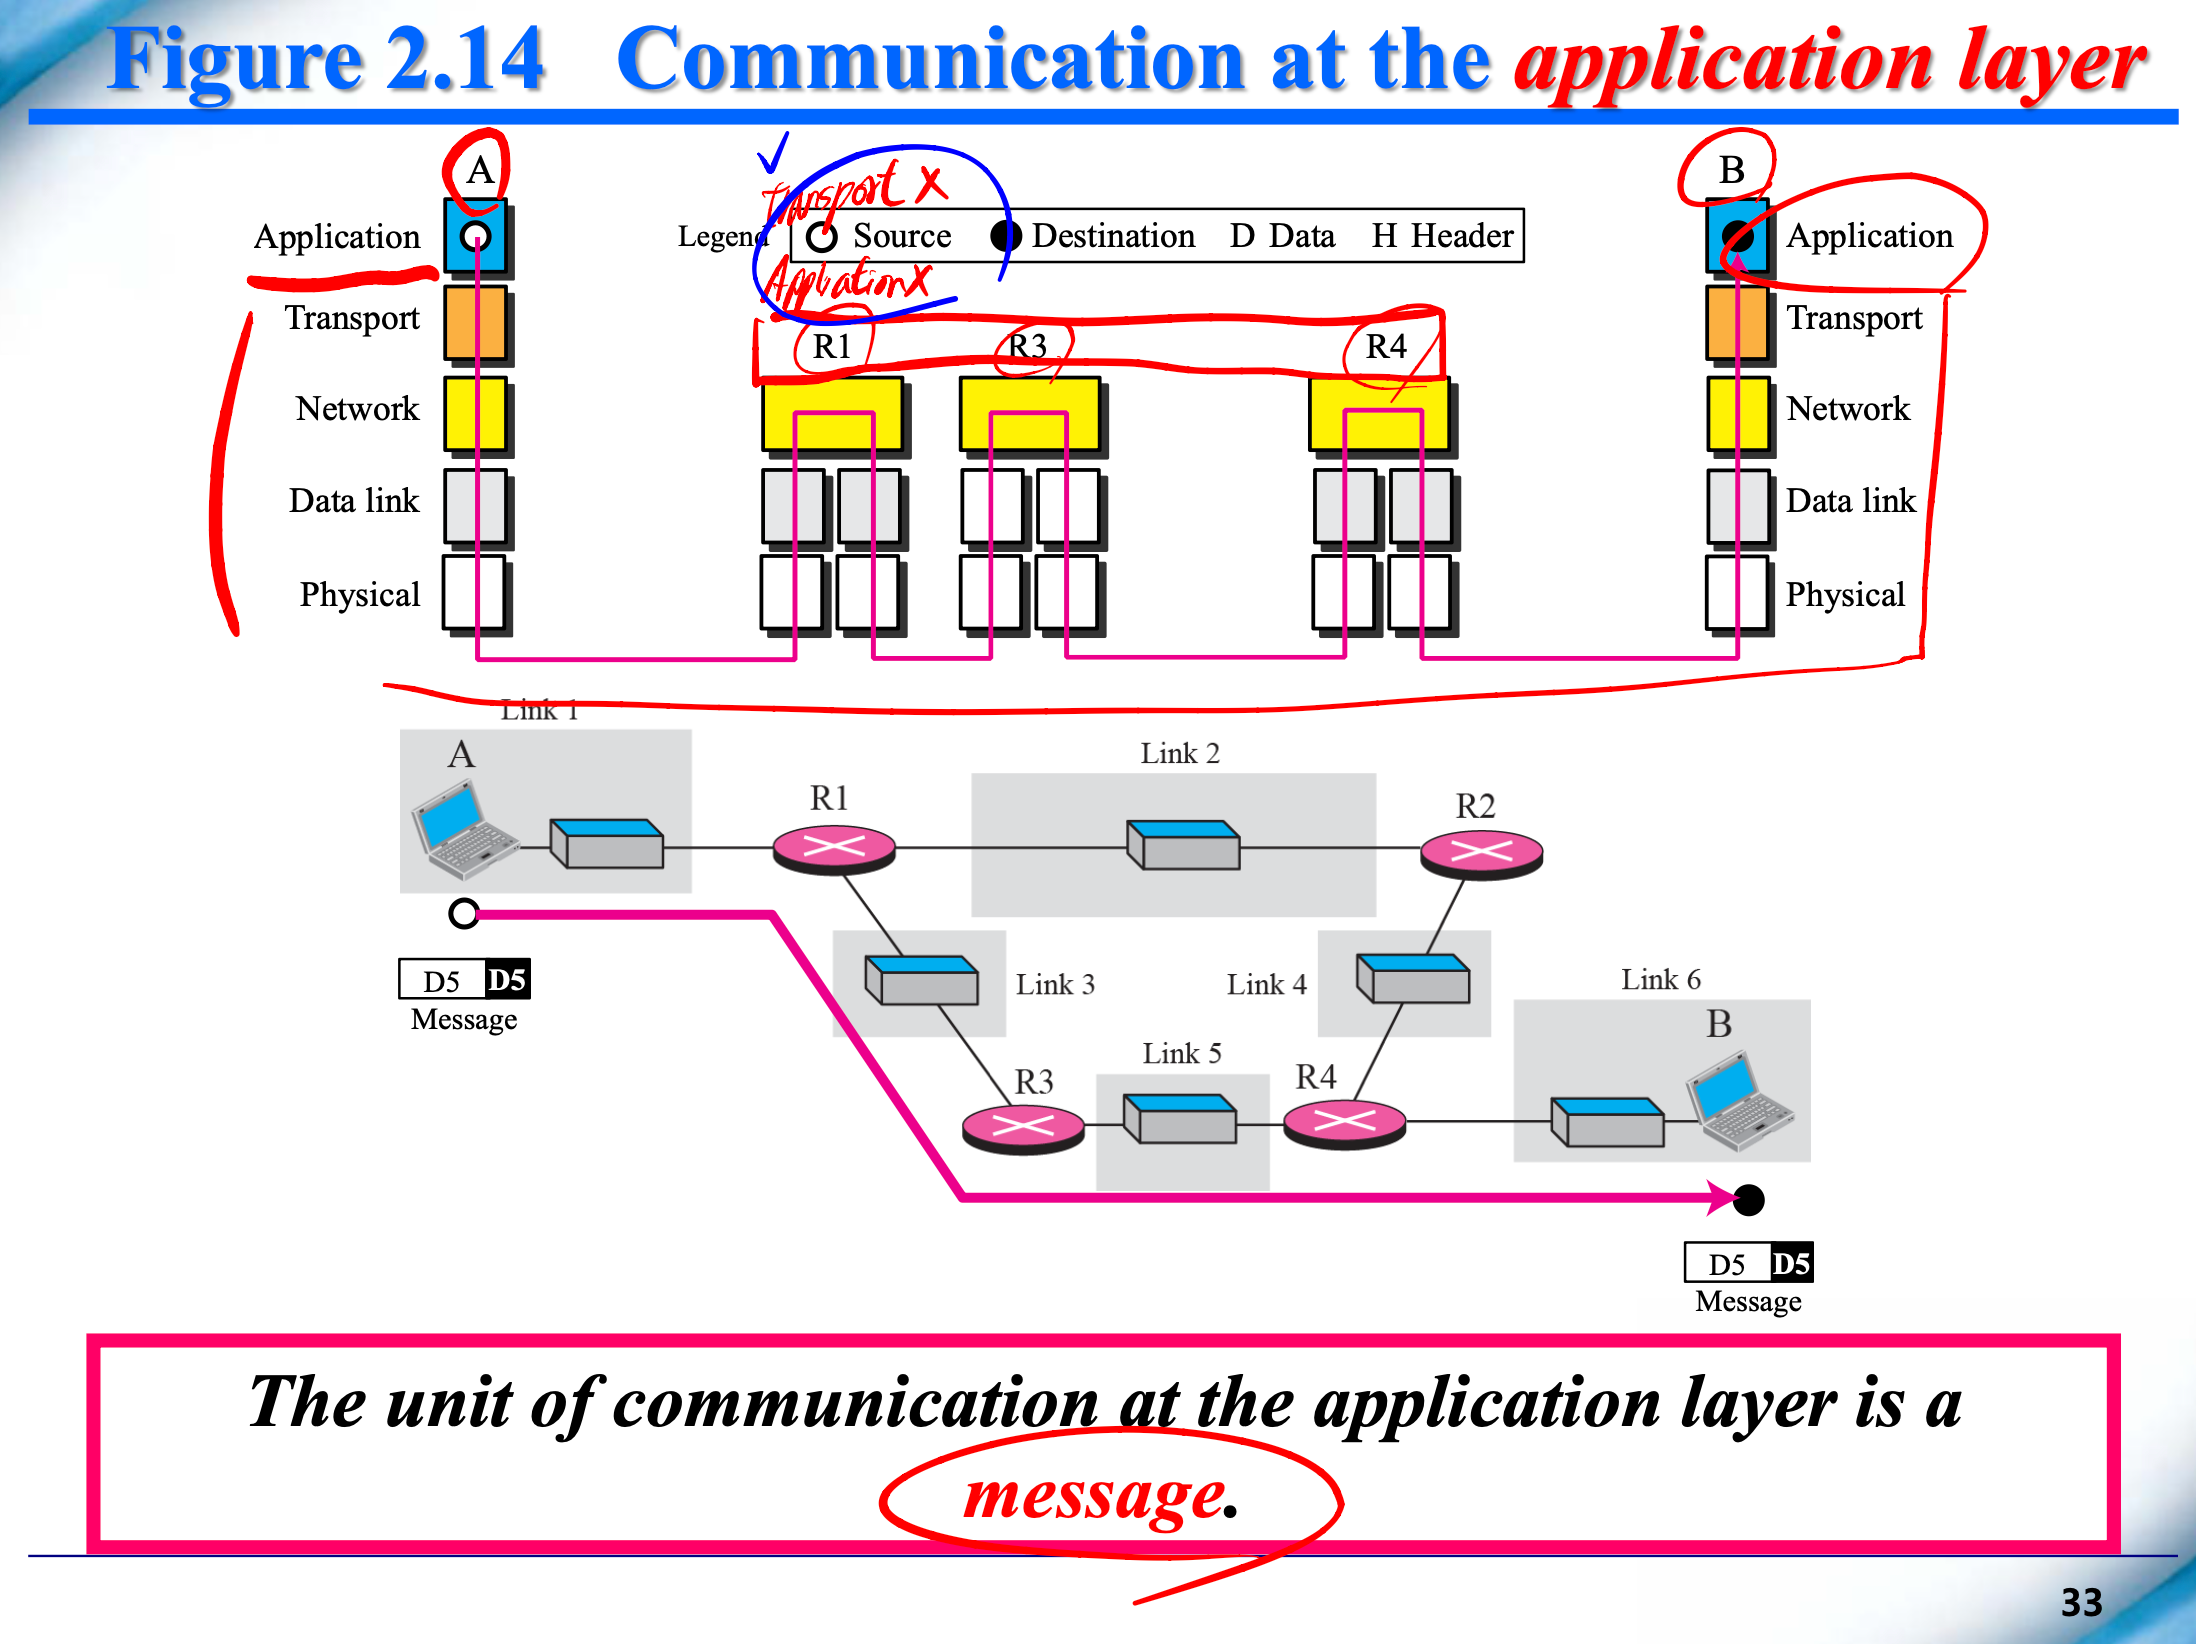 Figure 2.14 Communication at the application layer
A
B
Transport X
Legend
Source Destination D Data H Header
Application X
Application
Application
Transport
Transport
R1 R3 R4
Network
Network
Data link
Data link
Physical
Physical
Link 1
A
Link 2
R1
R2
Link 3
Link 4
Link 6
D5 D5
Message
B
Link 5
R3
R4
D5 D5
Message
The unit of communication at the application layer is a
message.
33